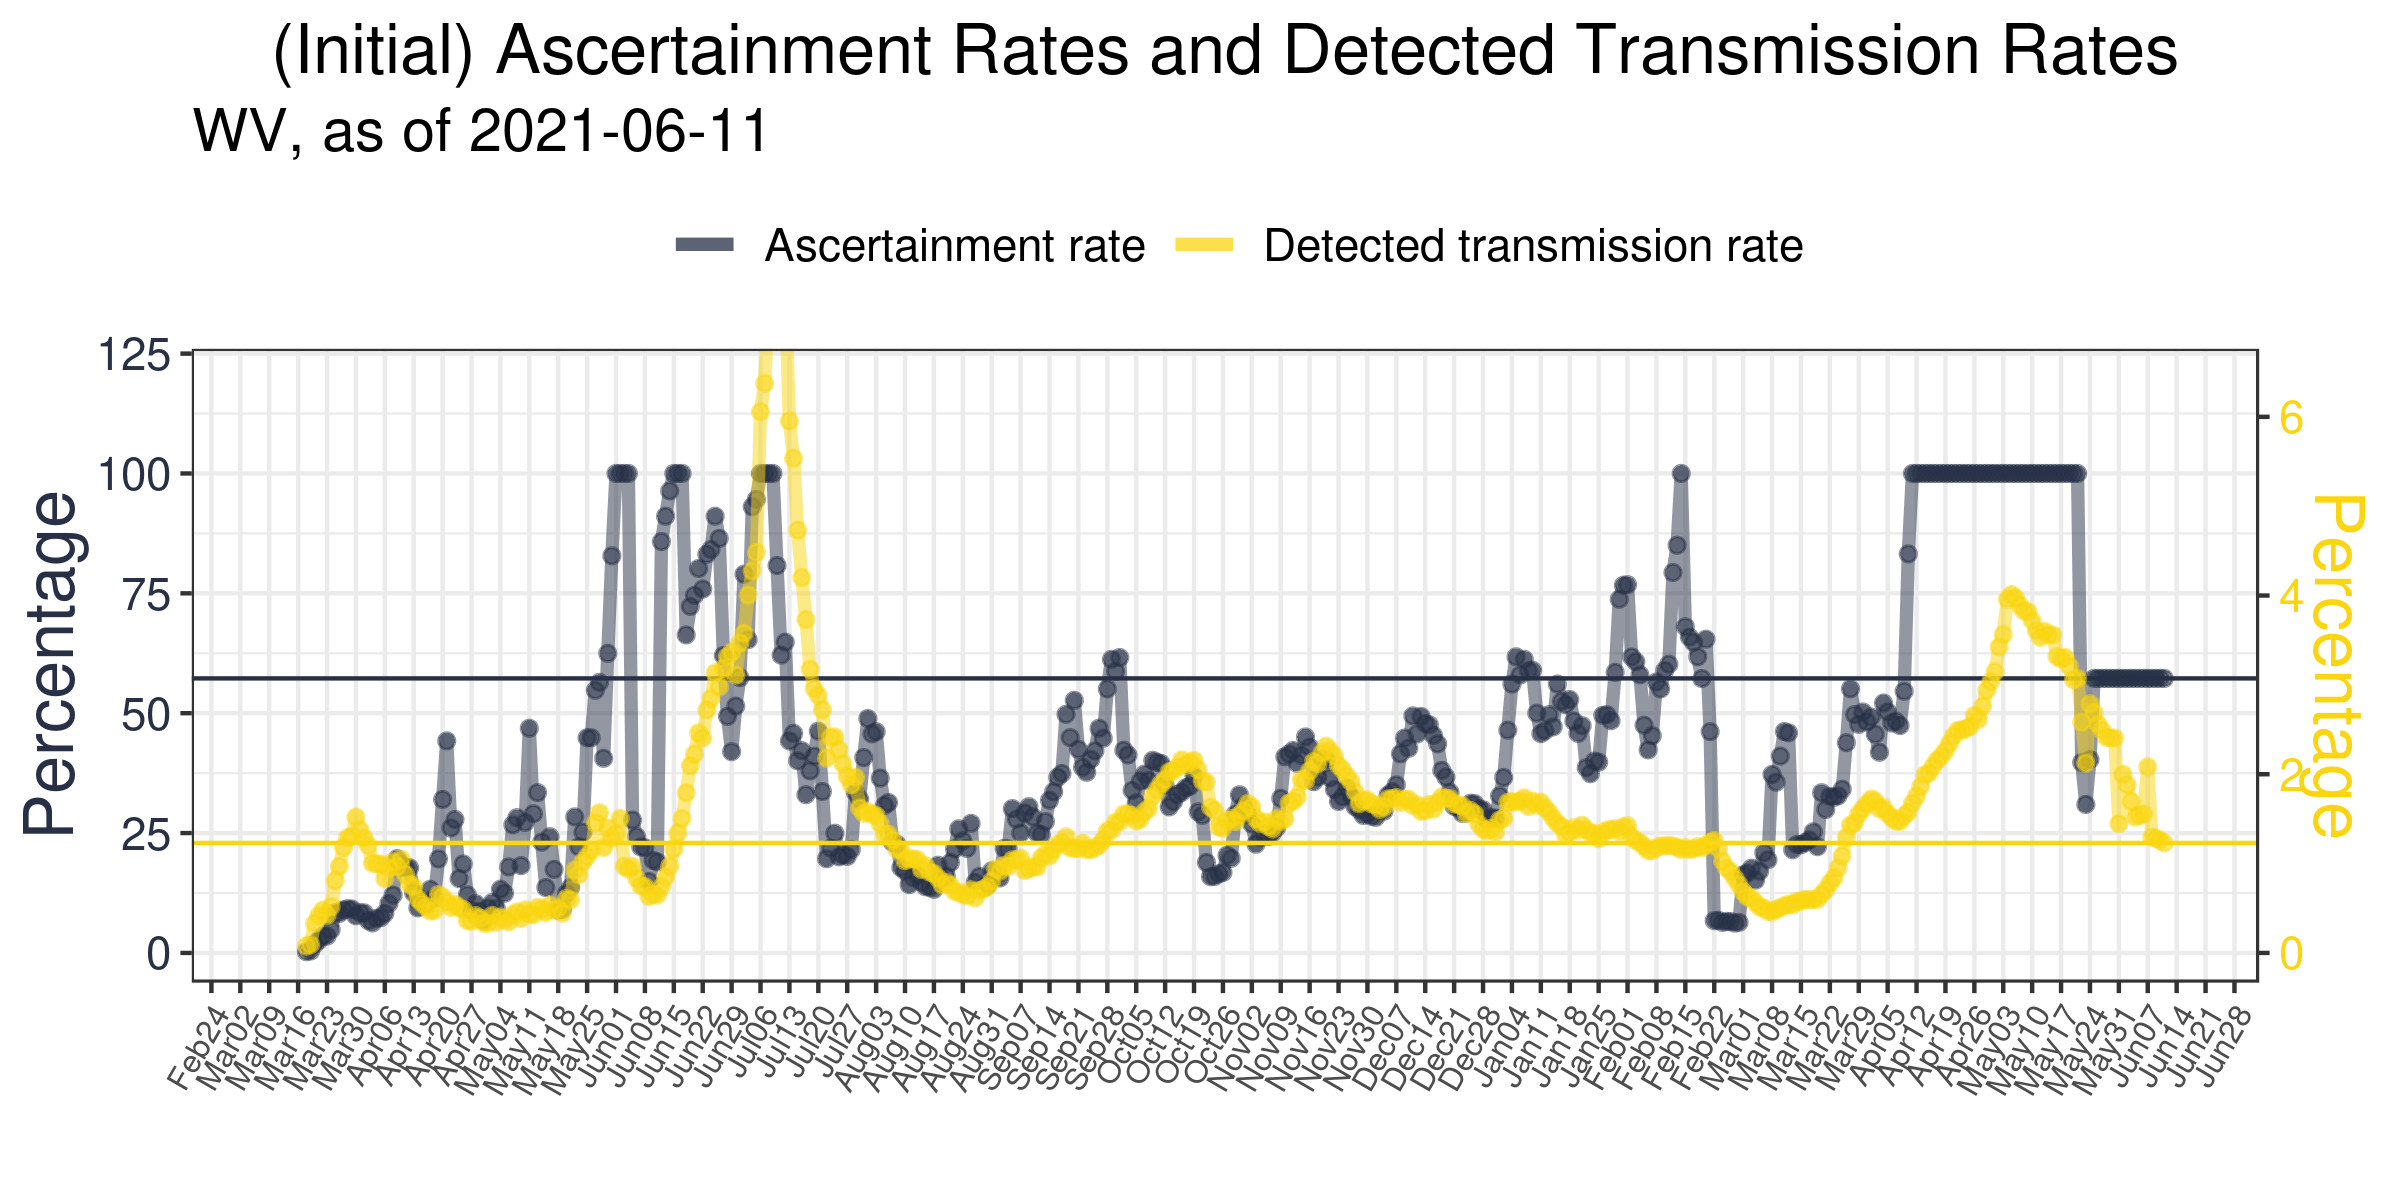 (Initial) Ascertainment Rates and Detected Transmission Rates
WV, as of 2021-06-11
Ascertainment rate
Detected transmission rate
Percentage
125
100
75
50
25
0
6
4
2
0
Percentage
Feb24
Mar02
Mar09
Mar16
Mar23
Mar30
Apr06
Apr13
Apr20
Apr27
May04
May11
May18
May25
Jun01
Jun08
Jun15
Jun22
Jun29
Jul06
Jul13
Jul20
Jul27
Aug03
Aug10
Aug17
Aug24
Aug31
Sep07
Sep14
Sep21
Sep28
Oct05
Oct12
Oct19
Oct26
Nov02
Nov09
Nov16
Nov23
Nov30
Dec07
Dec14
Dec21
Dec28
Jan04
Jan11
Jan18
Jan25
Feb01
Feb08
Feb15
Feb22
Mar01
Mar08
Mar15
Mar22
Mar29
Apr05
Apr12
Apr19
Apr26
May03
May10
May17
May24
May31
Jun07
Jun14
Jun21
Jun28